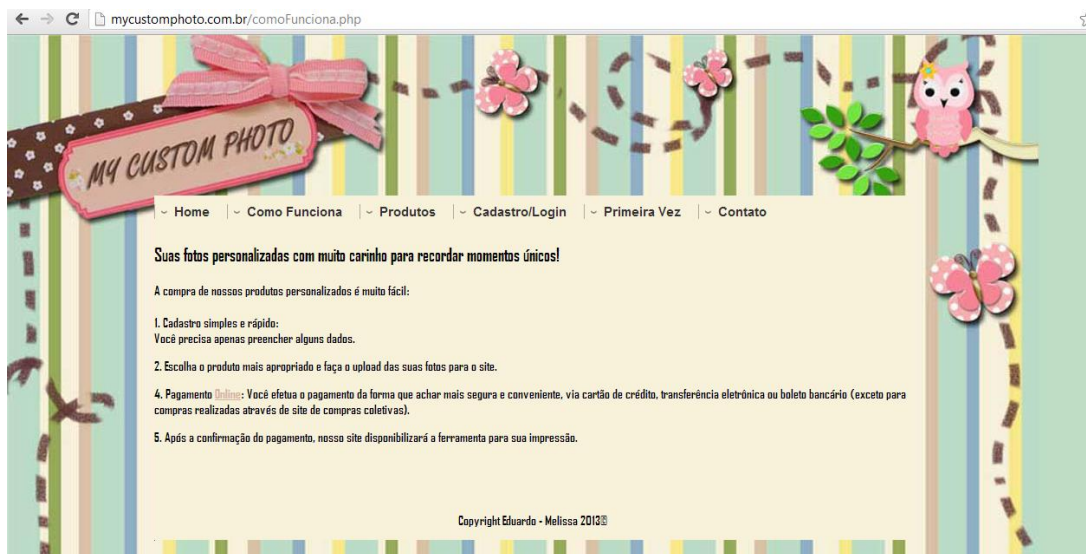 mycustomphoto.com.br/comoFunciona.php
MY CUSTOM PHOTO
Home Como Funciona Produtos Cadastro/Login Primeira Vez Contato
Suas fotos personalizadas com muito carinho para recordar momentos únicos!
A compra de nossos produtos personalizados é muito fácil:
1. Cadastro simples e rápido:
Você precisa apenas preencher alguns dados.
2. Escolha o produto mais apropriado e faça o upload das suas fotos para o site.
4. Pagamento Online: Você efetua o pagamento da forma que achar mais segura e conveniente, via cartão de crédito, transferência eletrônica ou boleto bancário (exceto para
compras realizadas através de site de compras coletivas).
5. Após a confirmação do pagamento, nosso site disponibilizará a ferramenta para sua impressão.
Copyright Eduardo - Melissa 2013